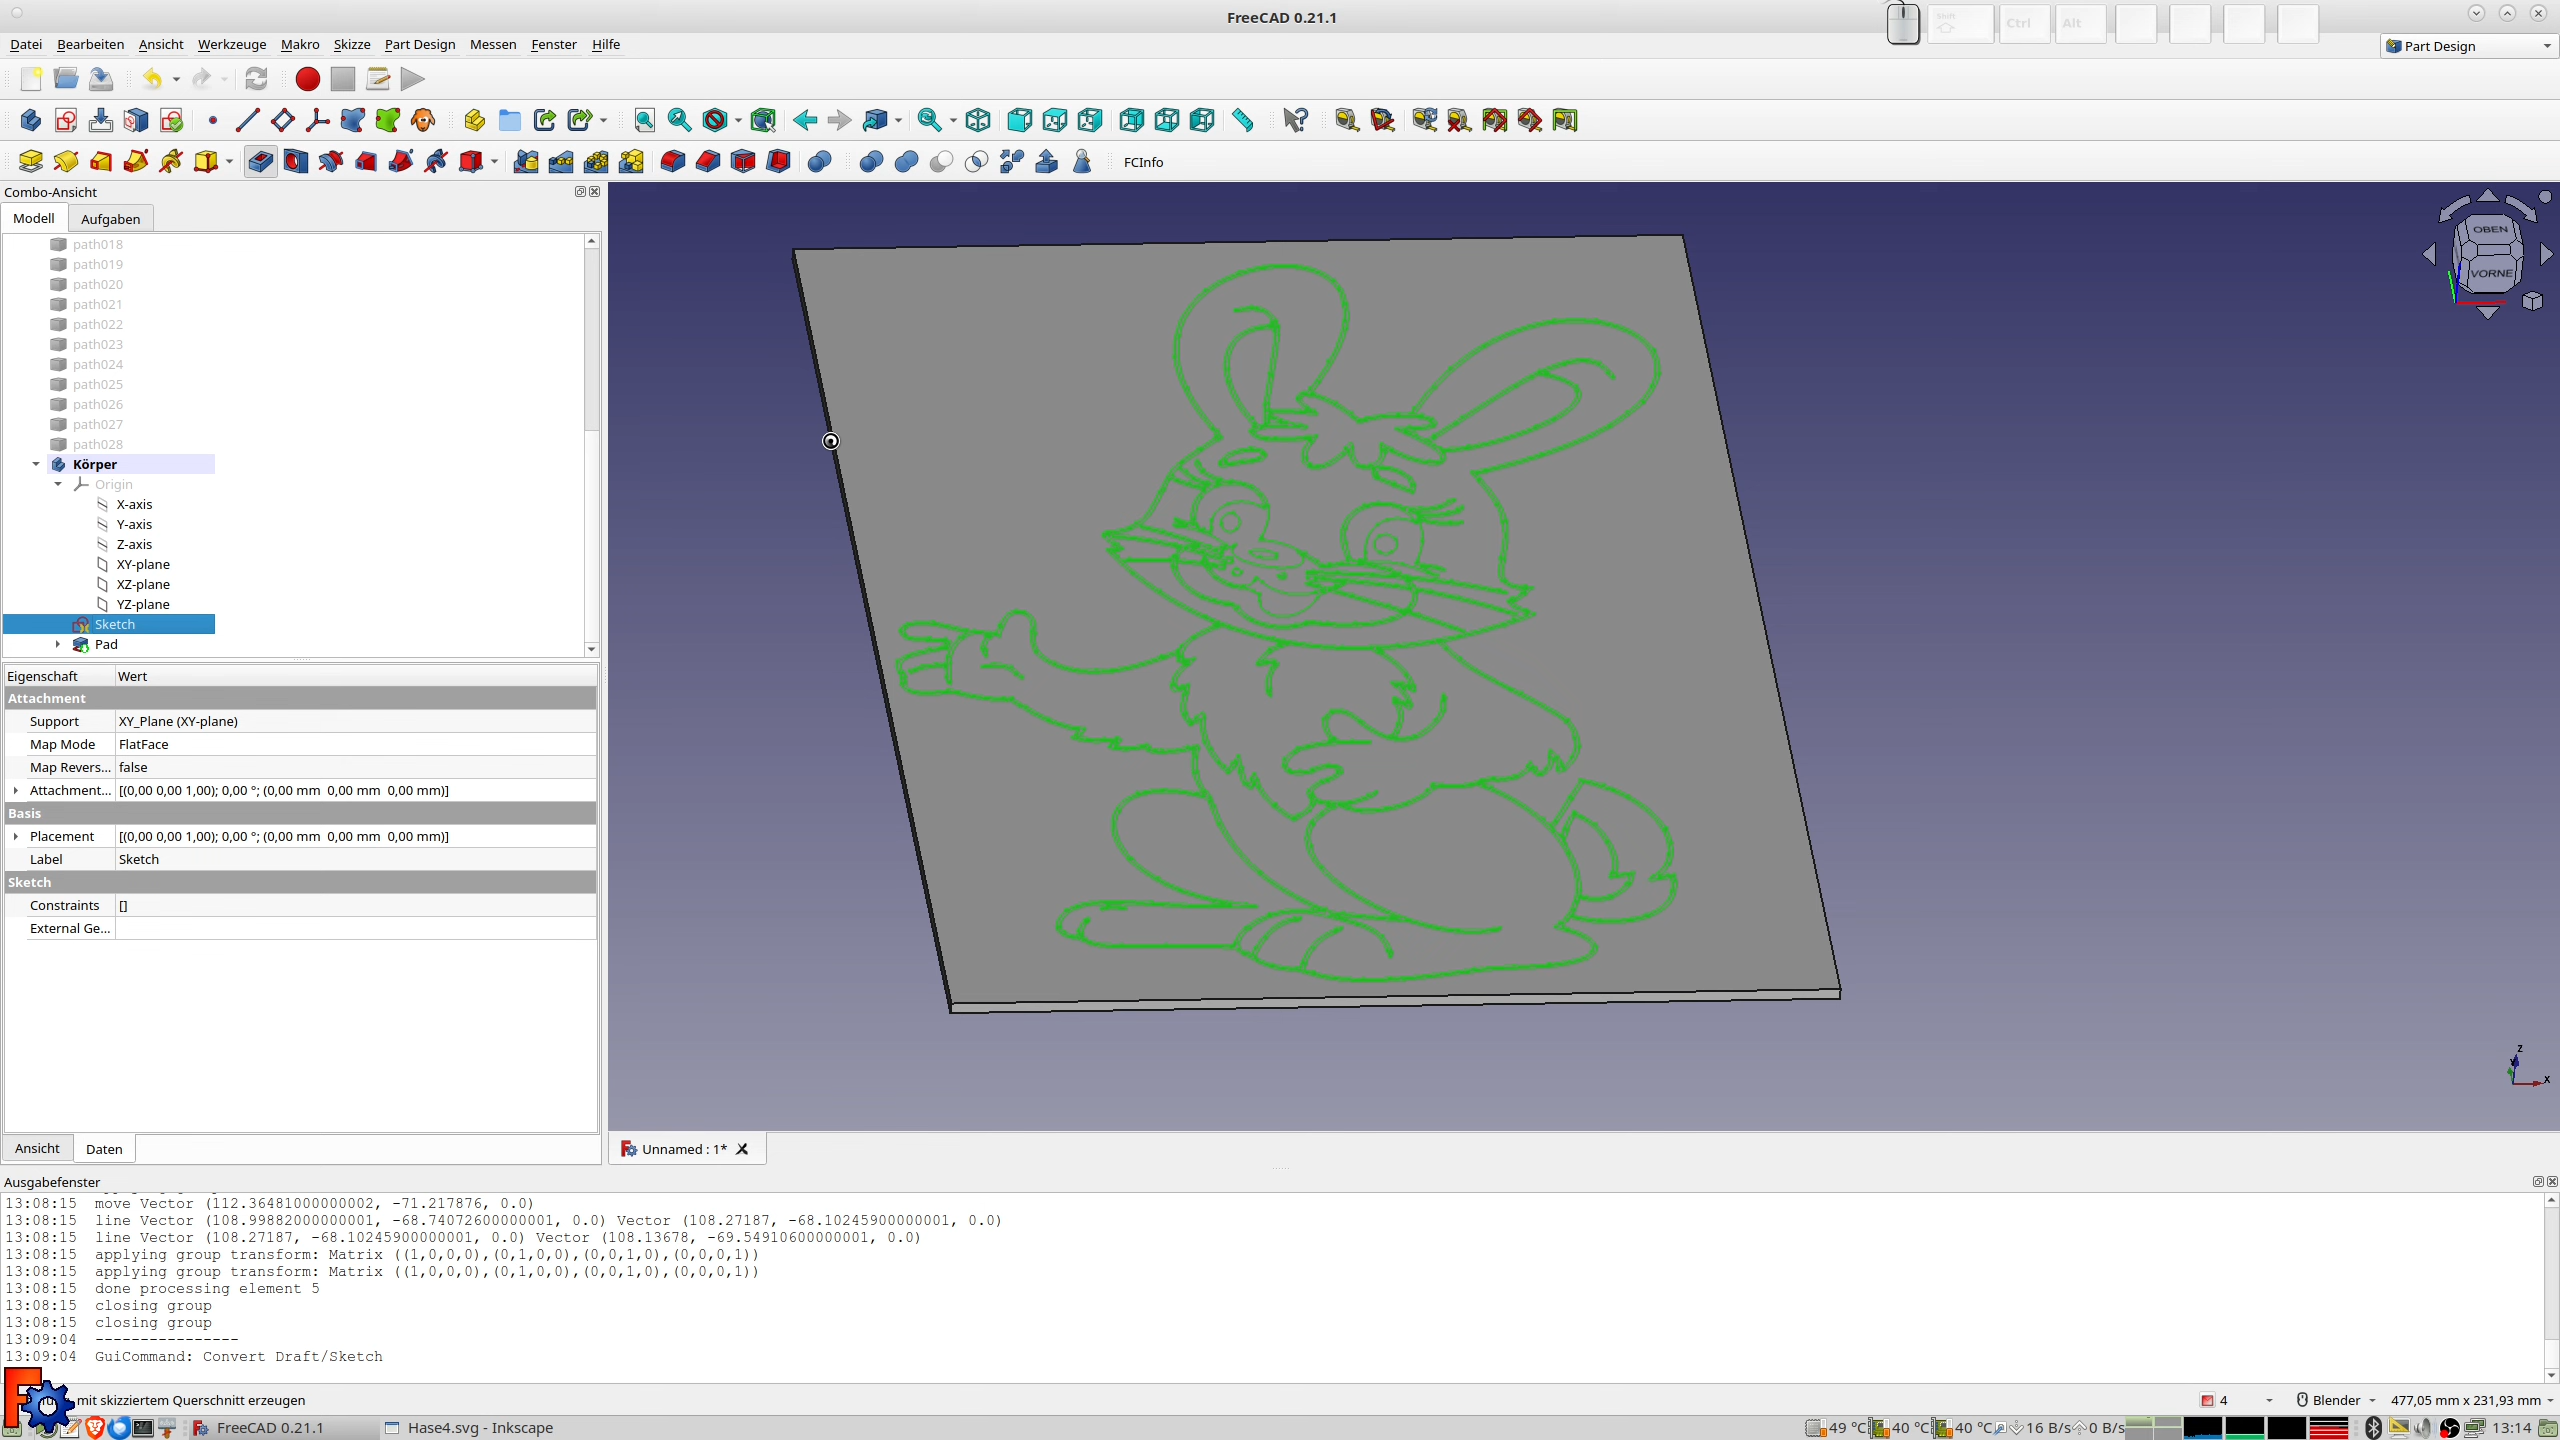 FreeCAD 0.21.1
Shift Ctrl Alt
Datei Bearbeiten Ansicht Werkzeuge Makro Skizze Part Design Messen Fenster Hilfe
Part Design
FCInfo
Combo-Ansicht
Modell Aufgaben
path018
path019
path020
path021
path022
path023
path024
path025
path026
path027
path028
Körper
Origin
X-axis
Y-axis
Z-axis
XY-plane
XZ-plane
YZ-plane
Sketch
Pad
OBEN
VORNE
Eigenschaft Wert
Attachment
Support XY_Plane (XY-plane)
Map Mode FlatFace
Map Revers... false
Attachment... [(0,00 0,00 1,00); 0,00 °; (0,00 mm 0,00 mm 0,00 mm)]
Basis
Placement [(0,00 0,00 1,00); 0,00 °; (0,00 mm 0,00 mm 0,00 mm)]
Label Sketch
Sketch
Constraints []
External Ge...
Z
X
Ansicht Daten
Unnamed : 1*
Ausgabefenster
13:08:15 move Vector (112.36481000000002, -71.217876, 0.0)
13:08:15 line Vector (108.99882000000001, -68.74072600000001, 0.0) Vector (108.27187, -68.10245900000001, 0.0)
13:08:15 line Vector (108.27187, -68.10245900000001, 0.0) Vector (108.13678, -69.54910600000001, 0.0)
13:08:15 applying group transform: Matrix ((1,0,0,0),(0,1,0,0),(0,0,1,0),(0,0,0,1))
13:08:15 applying group transform: Matrix ((1,0,0,0),(0,1,0,0),(0,0,1,0),(0,0,0,1))
13:08:15 done processing element 5
13:08:15 closing group
13:08:15 closing group
13:09:04 ----------------
13:09:04 GuiCommand: Convert Draft/Sketch
mit skizziertem Querschnitt erzeugen
4 Blender 477,05 mm x 231,93 mm
FreeCAD 0.21.1 Hase4.svg - Inkscape
49 °C 40 °C 40 °C 16 B/s 0 B/s 13:14